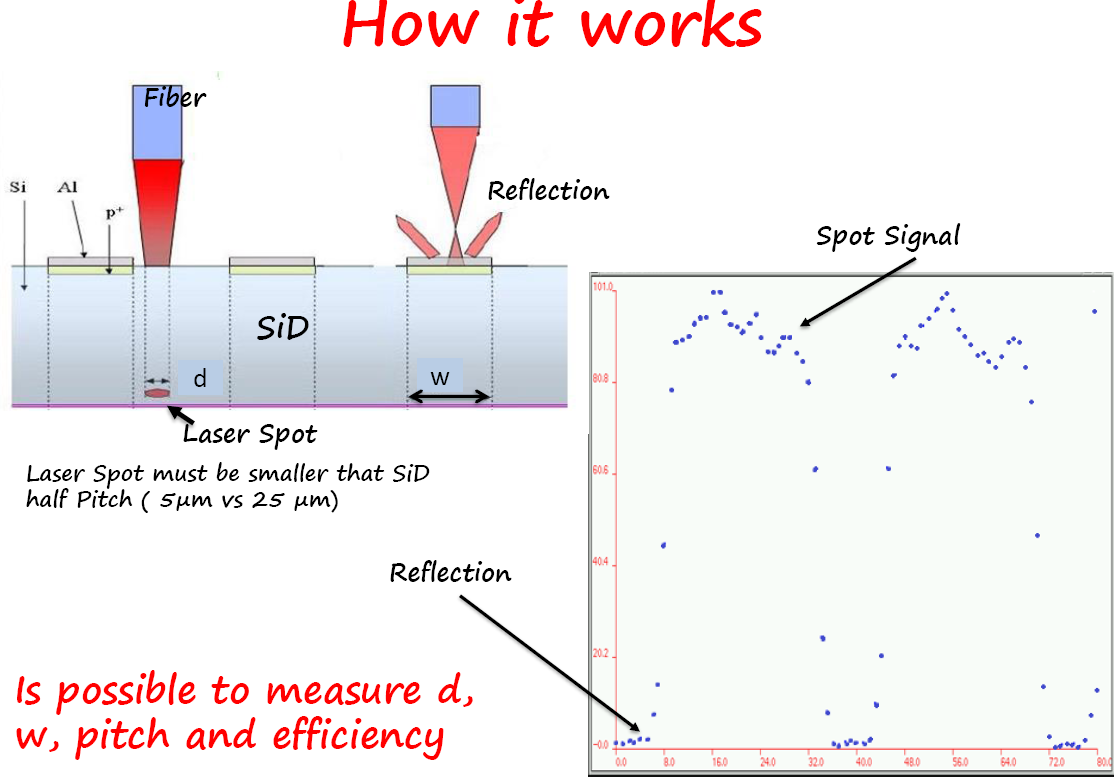 How it works
Fiber
Si
Al
p+
Reflection
SiD
d
w
Laser Spot
Laser Spot must be smaller that SiD
half Pitch ( 5µm vs 25 µm)
Spot Signal
Reflection
101.0
80.8
60.6
40.4
20.2
-0.0
0.0 8.0 16.0 24.0 32.0 40.0 48.0 56.0 64.0 72.0 80.0
Is possible to measure d,
w, pitch and efficiency